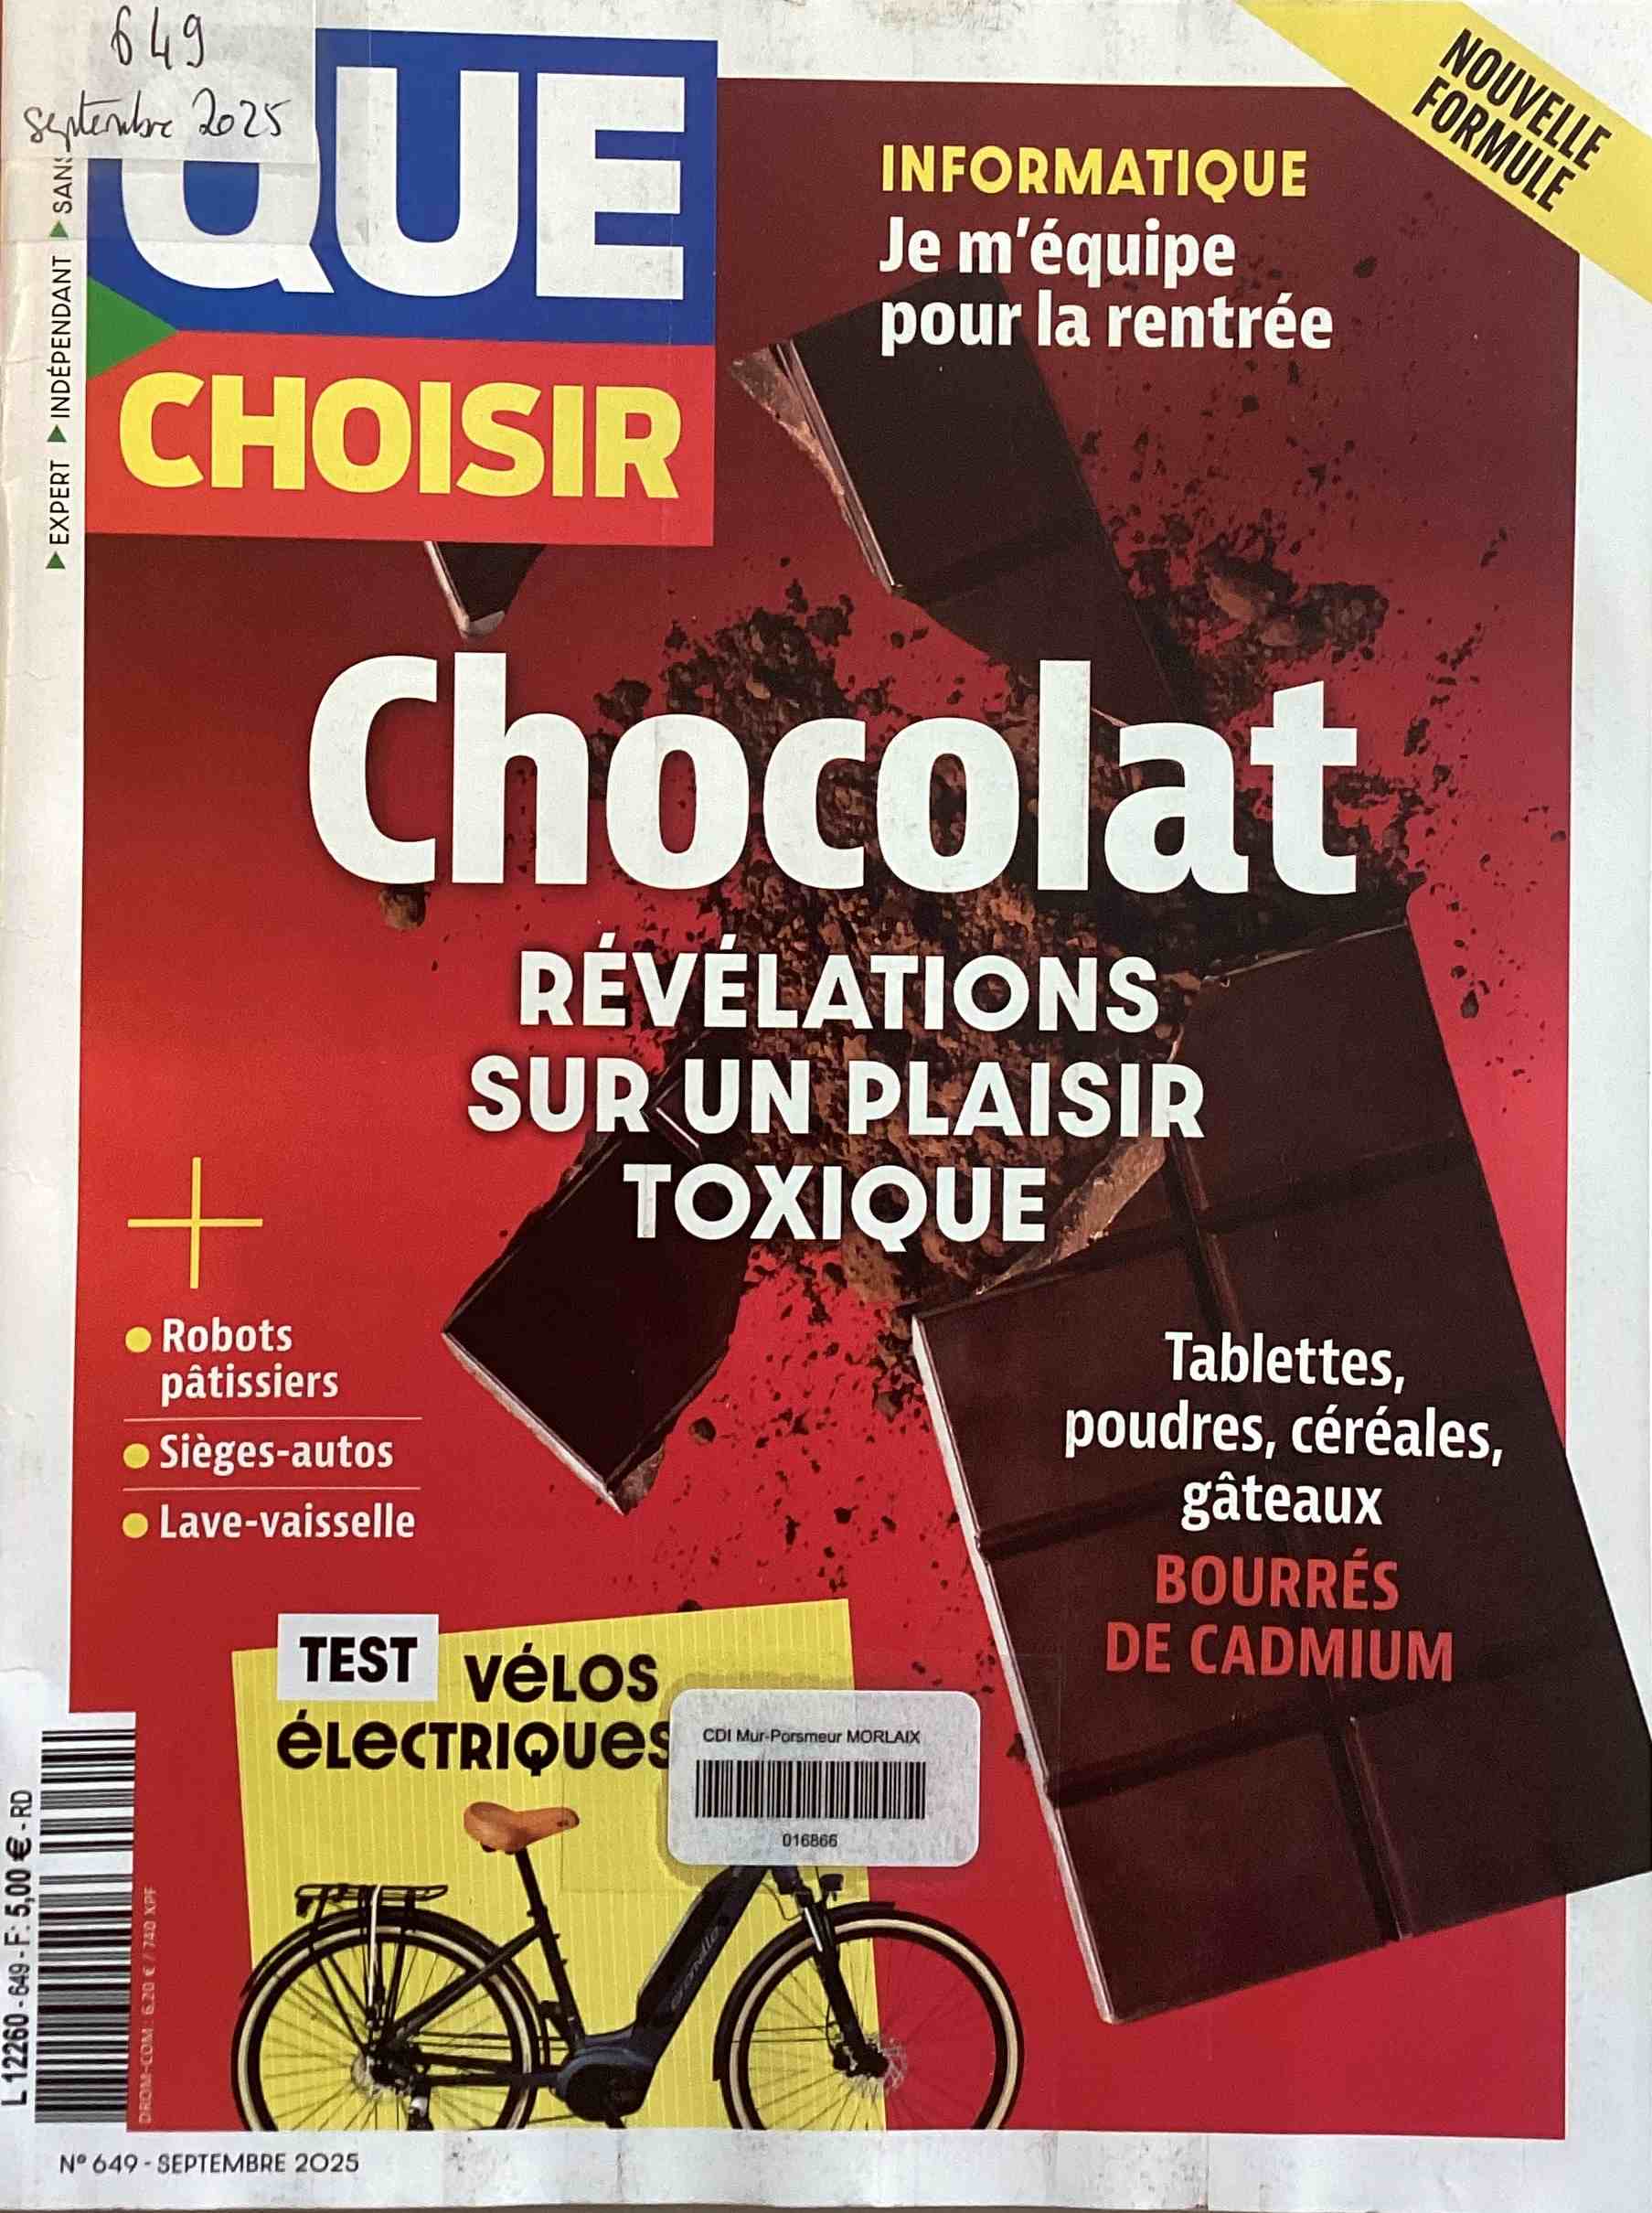 649
septembre 2025
QUE
CHOISIR
EXPERT INDÉPENDANT SANS
NOUVELLE
FORMULE
INFORMATIQUE
Je m'équipe
pour la rentrée
Chocolat
RÉVÉLATIONS
SUR UN PLAISIR
TOXIQUE
Robots
pâtissiers
Sièges-autos
Lave-vaisselle
Tablettes,
poudres, céréales,
gâteaux
BOURRÉS
DE CADMIUM
TEST VÉLOS
ÉLECTRIQUES
CDI Mur-Porsmeur MORLAIX
016866
L 12260 - 649 - F: 5,00 € - RD
DROM-COM : 6,20 € / 740 XPF
N° 649 - SEPTEMBRE 2025